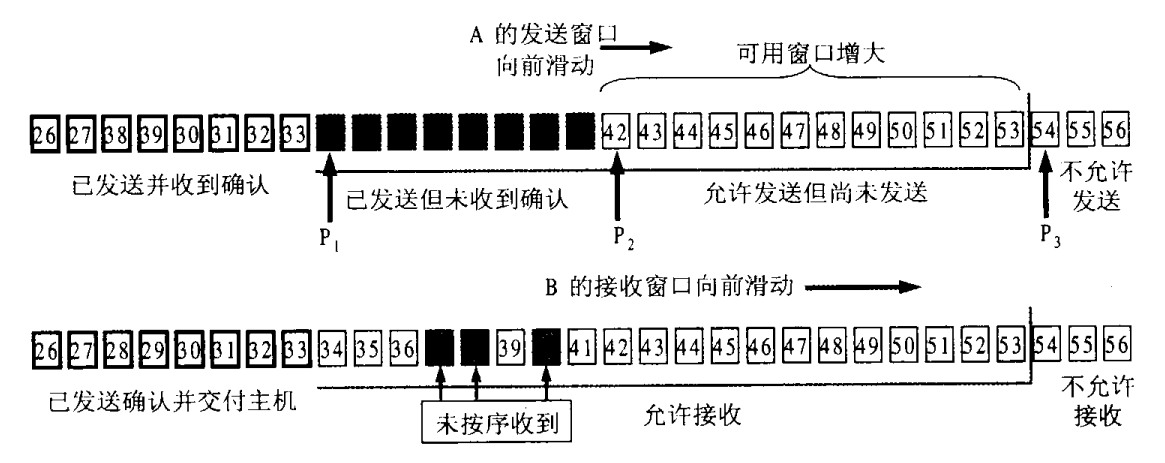 A 的发送窗口
向前滑动
可用窗口增大
26 27 38 39 30 31 32 33 42 43 44 45 46 47 48 49 50 51 52 53 54 55 56
已发送并收到确认
已发送但未收到确认
允许发送但尚未发送
不允许
发送
P1
P2
P3
B 的接收窗口向前滑动
26 27 28 29 30 31 32 33 34 35 36 39 41 42 43 44 45 46 47 48 49 50 51 52 53 54 55 56
已发送确认并交付主机
未按序收到
允许接收
不允许
接收